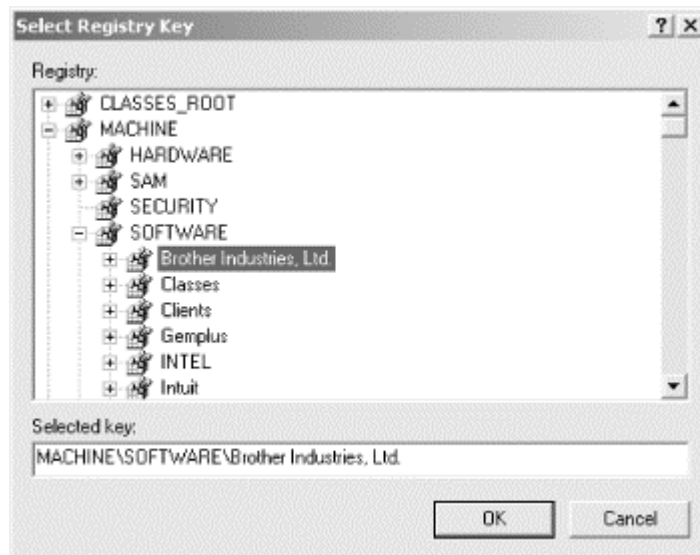 Select Registry Key
Registry:
CLASSES_ROOT
MACHINE
HARDWARE
SAM
SECURITY
SOFTWARE
Brother Industries, Ltd.
Classes
Clients
Gemplus
INTEL
Intuit
Selected key:
MACHINE\SOFTWARE\Brother Industries, Ltd.
OK
Cancel